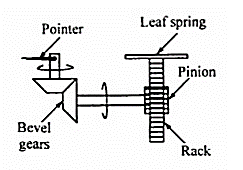 Leaf spring
Pointer
Pinion
Bevel
gears
Rack